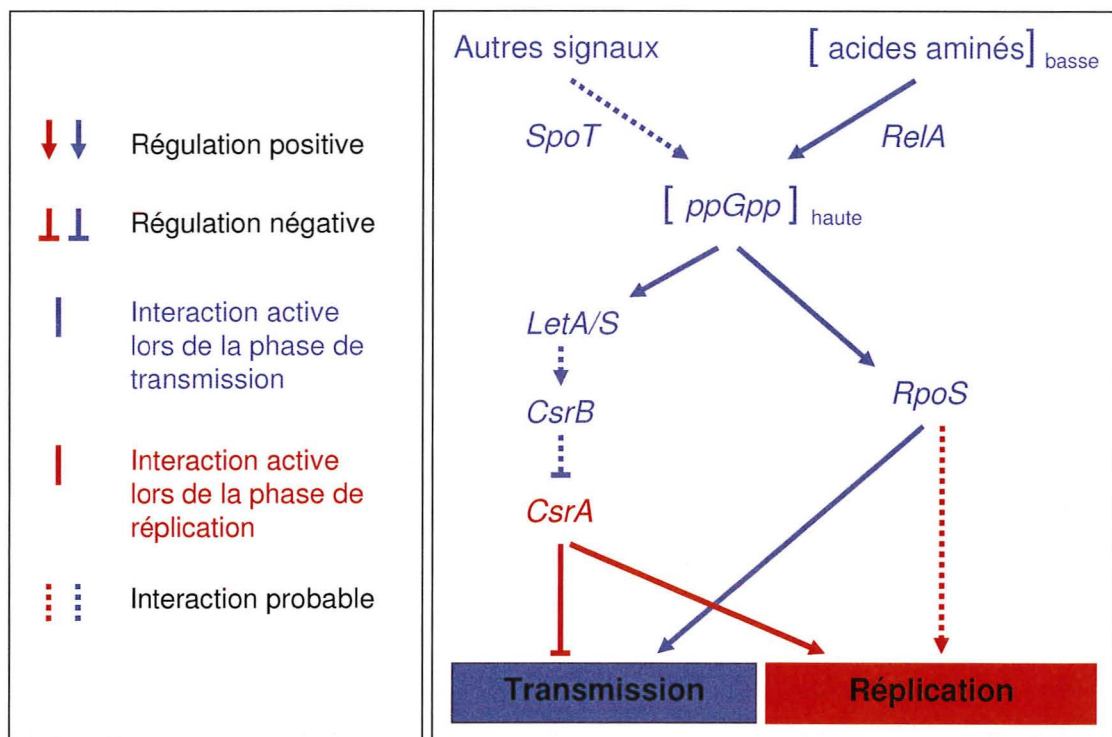 Régulation positive
Régulation négative
Interaction active
lors de la phase de
transmission
Interaction active
lors de la phase de
réplication
Interaction probable
Autres signaux
[ acides aminés] basse
SpoT
RelA
[ ppGpp ] haute
LetA/S
CsrB
RpoS
CsrA
Transmission
Réplication